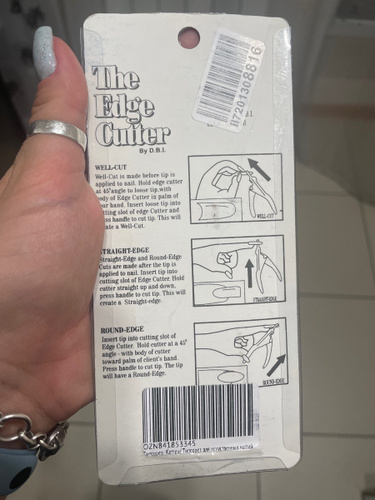 The
Edge
Cutter
By D.B.I.
i17201308816
WELL-CUT
Well-Cut is made before tip is
applied to nail. Hold edge cutter
at 45°angle to loose tip,with
body of Edge Cutter in palm of
your hand. Insert loose tip into
cutting slot of edge Cutter and
press handle to cut tip. This will
create a Well-Cut.
WELL-CUT
STRAIGHT-EDGE
Straight-Edge and Round-Edge
Cuts are made after the tip is
applied to nail. Insert tip into
cutting slot of Edge Cutter. Hold
cutter straight up and down,
press handle to cut tip. This will
create a Straight-edge.
STRAIGHT-EDGE
ROUND-EDGE
Insert tip into cutting slot of
Edge Cutter. Hold cutter at a 45°
angle - with body of cutter
toward palm of client's hand.
Press handle to cut tip. The tip
will have a Round-Edge.
ROUND-EDGE
OZN841853345